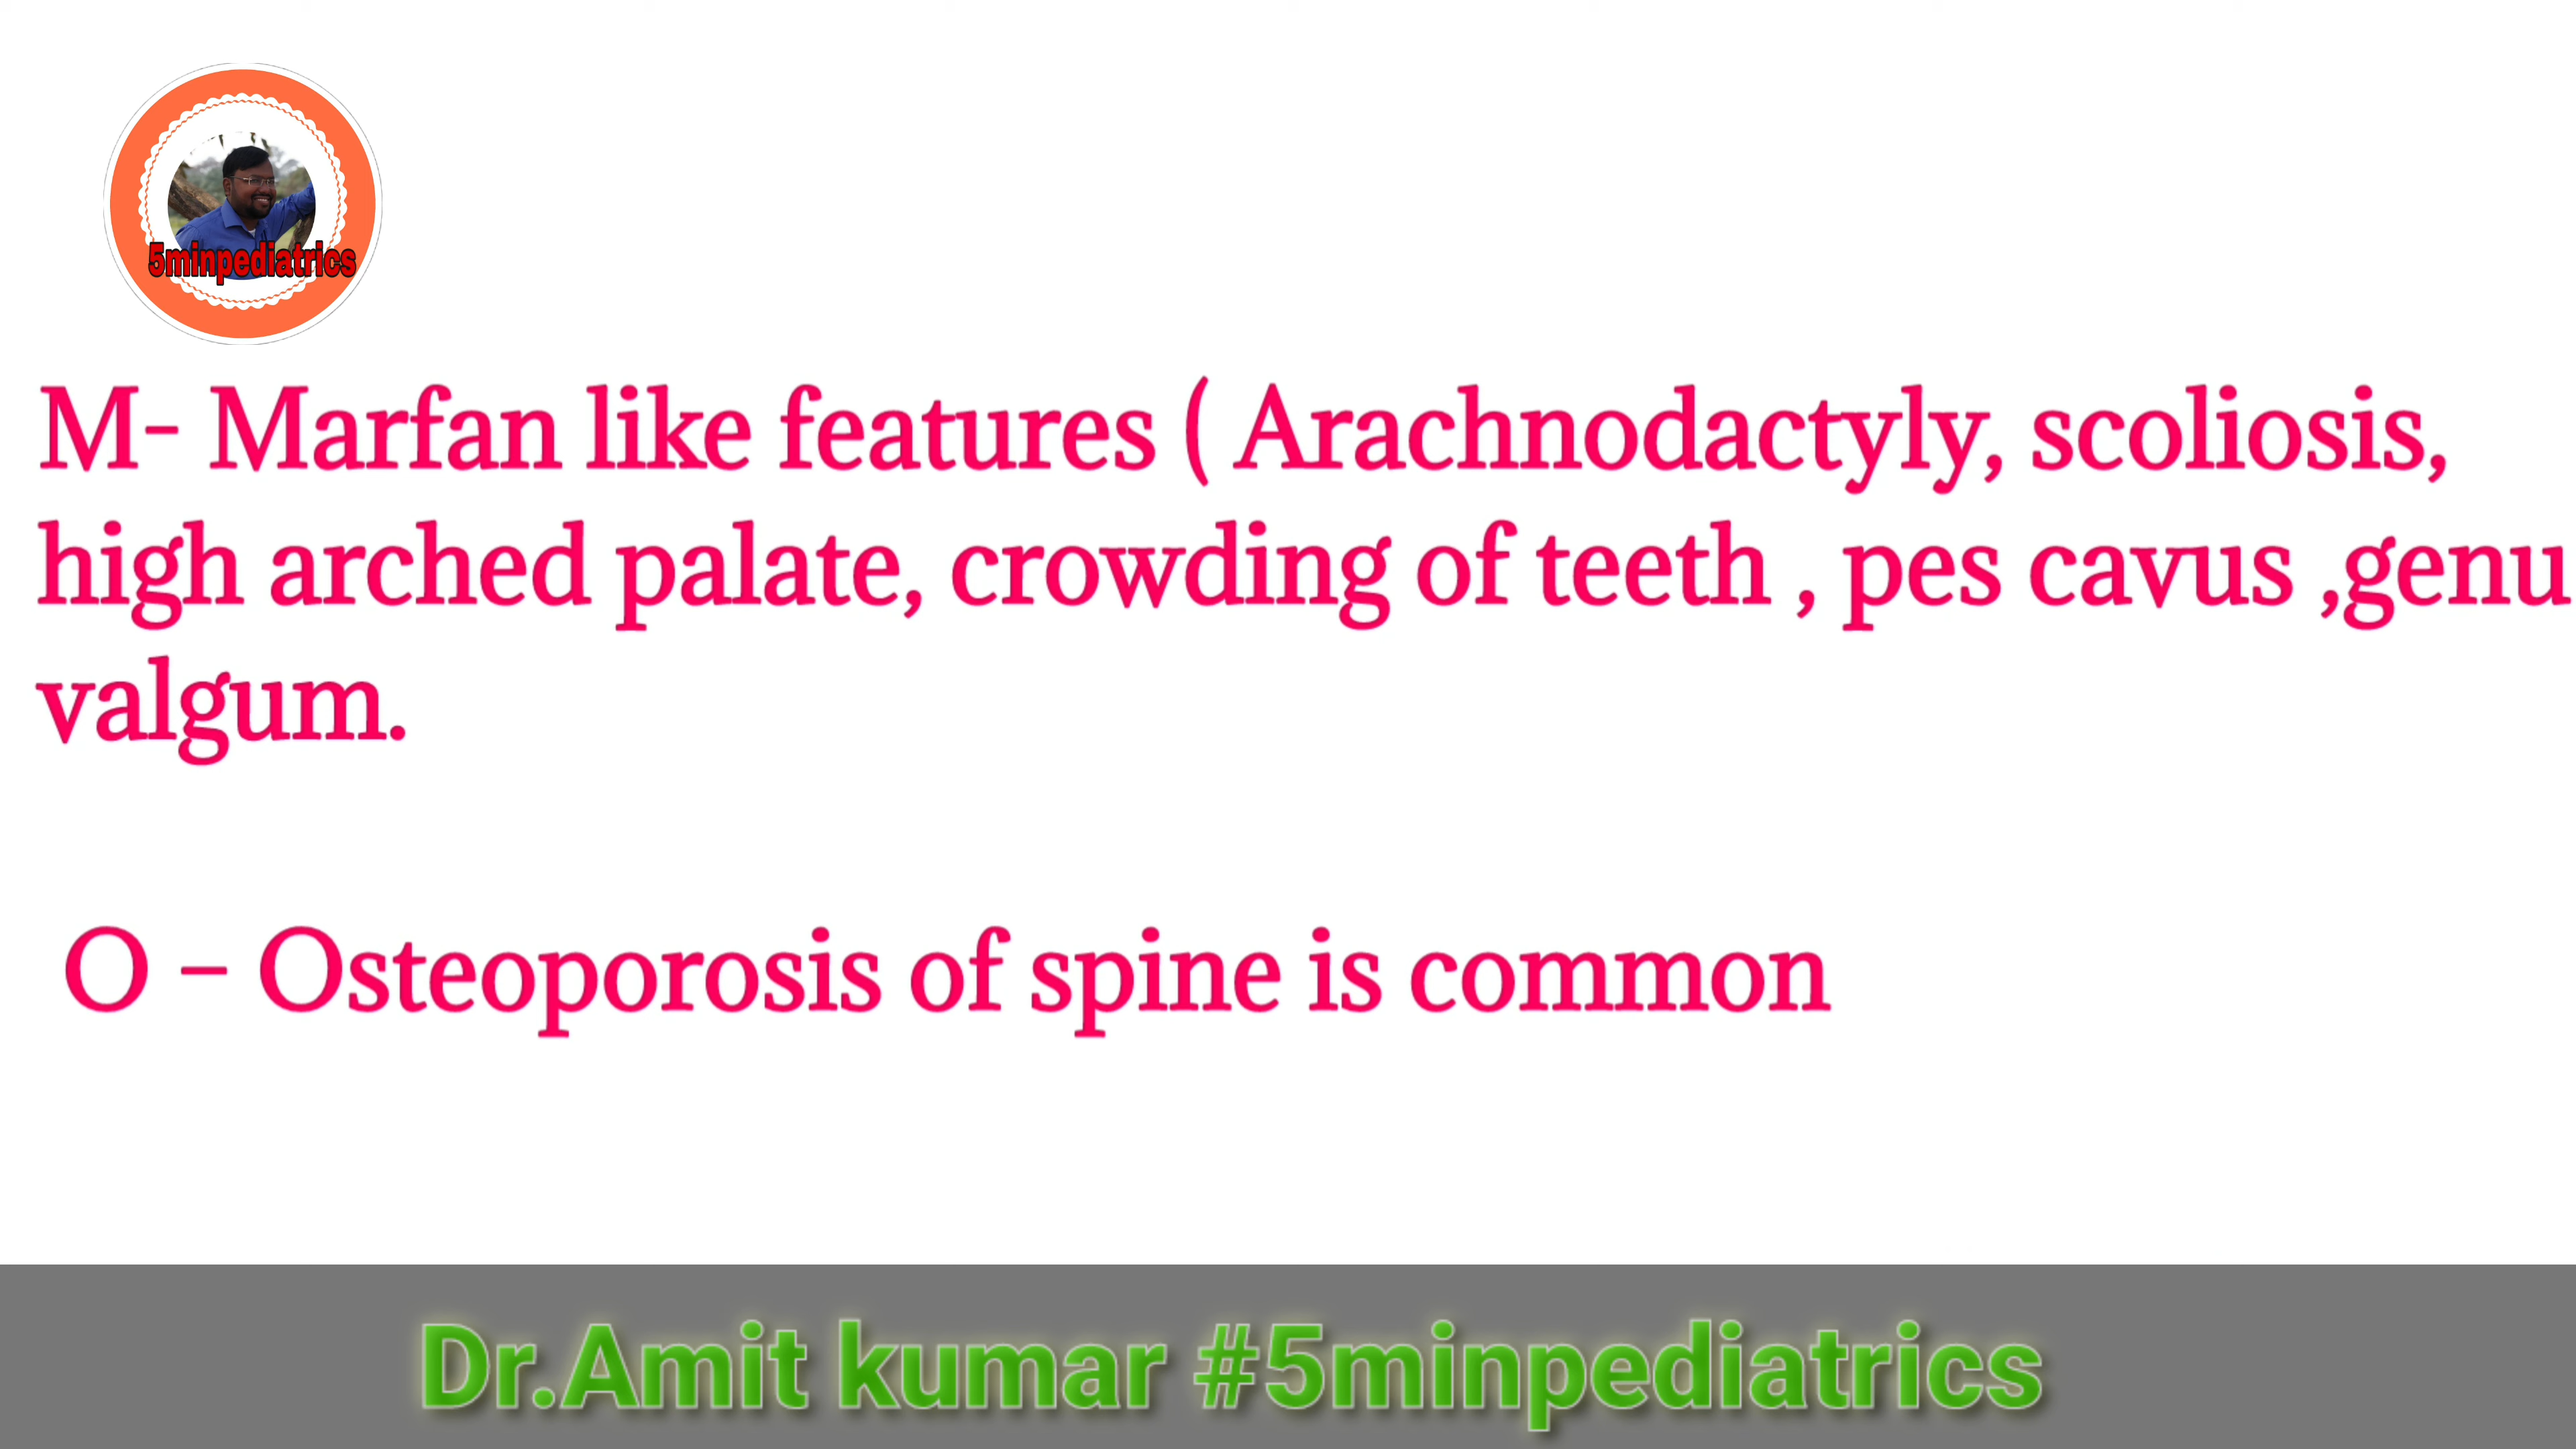 5minpediatrics
M- Marfan like features ( Arachnodactyly, scoliosis,
high arched palate, crowding of teeth , pes cavus ,genu
valgum.
O – Osteoporosis of spine is common
Dr.Amit kumar #5minpediatrics